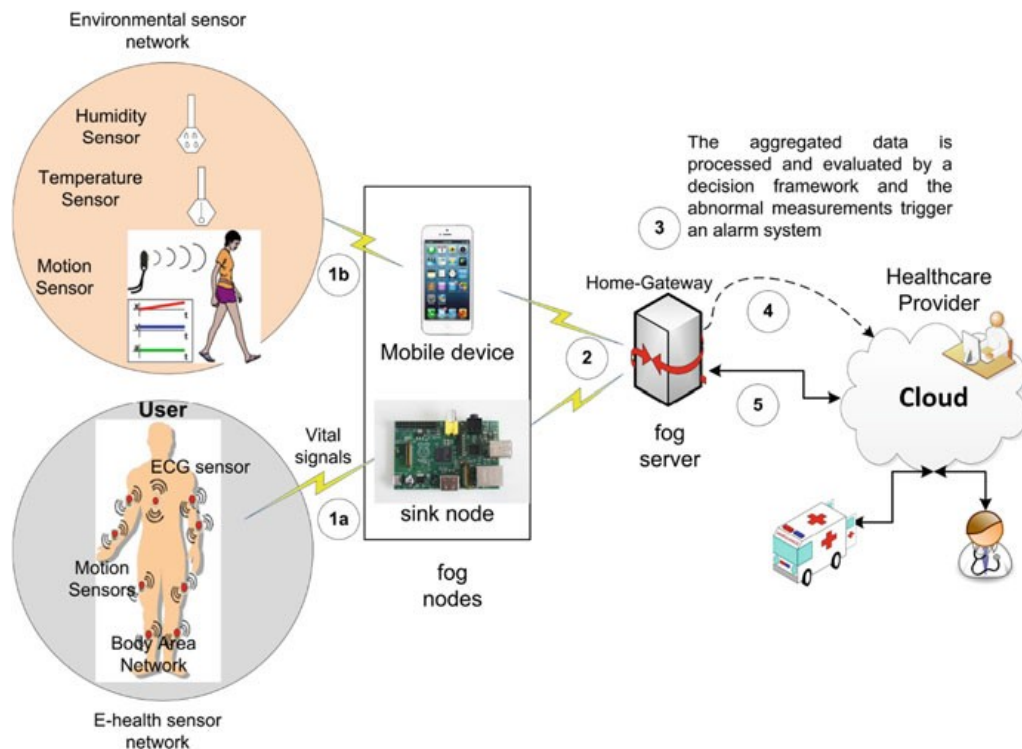 Environmental sensor
network
Humidity
Sensor
Temperature
Sensor
Motion
Sensor
t
t
t
1b
User
ECG sensor
Motion
Sensors
Body Area
Network
E-health sensor
network
Vital
signals
1a
Mobile device
sink node
fog
nodes
2
The aggregated data is
processed and evaluated by a
decision framework and the
abnormal measurements trigger
an alarm system
3
Home-Gateway
fog
server
4
5
Healthcare
Provider
Cloud